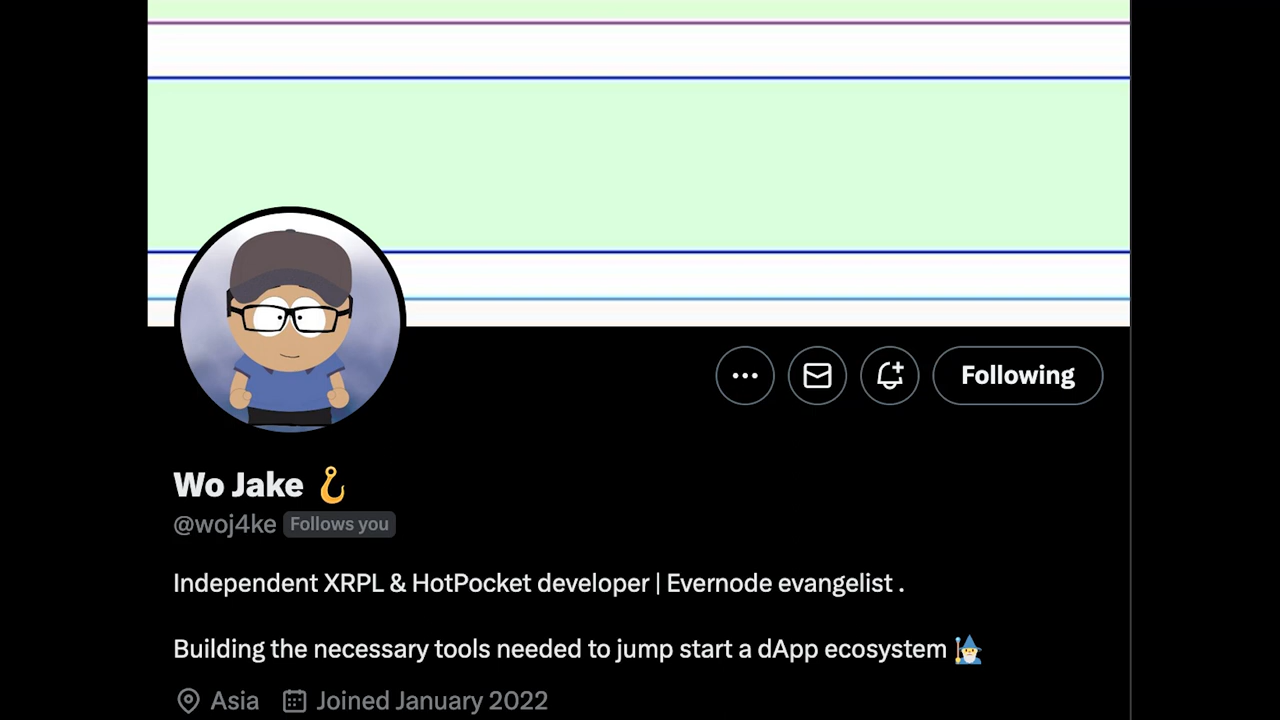 Following
Wo Jake 🪝
@woj4ke Follows you
Independent XRPL & HotPocket developer | Evernode evangelist .
Building the necessary tools needed to jump start a dApp ecosystem 🧙‍♂️
Asia Joined January 2022